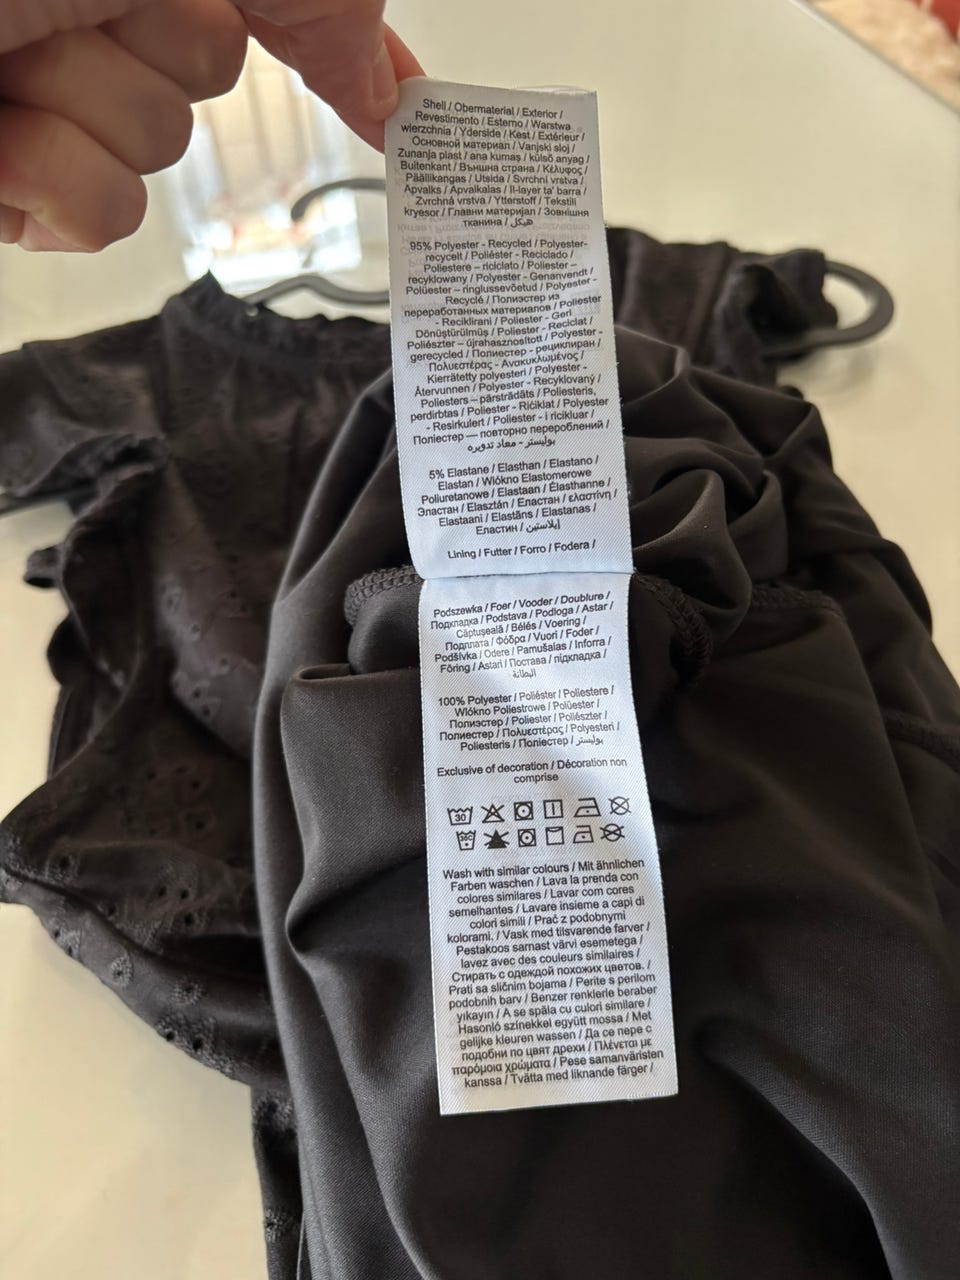 Shell / Obermaterial / Exterior /
Revestimento / Esterno / Warstwa
wierzchnia / Yderside / Kest / Extérieur /
Основной материал / Vanjski sloj /
Zunanja plast / ana kumaş / külső anyag /
Buitenkant / Външна страна / Κέλυφος /
Päällikangas / Utsida / Svrchní vrstva /
Apvalks / Apvalkalas / Il-layer ta' barra /
Zvrchná vrstva / Ytterstoff / Tekstili
kryesor / Главни материјал / Зовнішня
тканина / هيكل /
95% Polyester - Recycled / Polyester-
recycelt / Poliéster - Reciclado /
Poliestere – riciclato / Poliester –
recyklowany / Polyester - Genanvendt /
Polüester – ringlussevõetud / Polyester -
Recyclé / Полиэстер из
переработанных материалов / Poliester
- Reciklirani / Poliester - Geri
Dönüştürülmüş / Poliester - Reciclat /
Poliészter – újrahasznosított / Polyester -
gerecycled / Полиестер - рециклиран /
Πολυεστέρας - Ανακυκλωμένος /
Kierrätetty polyesteri / Polyester -
Återvunnen / Polyester - Recyklovaný /
Poliesters – pārstrādāts / Poliesteris,
perdirbtas / Poliester - Riċiklat / Polyester
- Resirkulert / Poliester - i ricikluar /
Поліестер — повторно перероблений /
بوليستر - معاد تدويره
5% Elastane / Elasthan / Elastano /
Elastan / Włókno Elastomerowe
Poliuretanowe / Elastaan / Élasthanne /
Эластан / Elasztán / Еластан / ελαστίνη /
Elastaani / Elastāns / Elastanas /
Еластин / إيلاستين
Lining / Futter / Forro / Fodera /
Podszewka / Foer / Vooder / Doublure /
Подкладка / Podstava / Podloga / Astar /
Căptușeală / Bélés / Voering /
Подплата / Φόδρα / Vuori / Foder /
Podšívka / Odere / Pamušalas / Inforra /
Fôring / Astari / Постава / підкладка /
البطانة
100% Polyester / Poliéster / Poliestere /
Włókno Poliestrowe / Polüester /
Полиэстер / Poliester / Poliészter /
Полиестер / Πολυεστέρας / Polyesteri /
Poliesteris / Поліестер / بوليستر
Exclusive of decoration / Décoration non
comprise
30
30C
Wash with similar colours / Mit ähnlichen
Farben waschen / Lava la prenda con
colores similares / Lavar com cores
semelhantes / Lavare insieme a capi di
colori simili / Prać z podobnymi
kolorami. / Vask med tilsvarende farver /
Pestakoos samast värvi esemetega /
lavez avec des couleurs similaires /
Стирать с одеждой похожих цветов. /
Prati sa sličnim bojama / Perite s perilom
podobnih barv / Benzer renklerle beraber
yıkayın / A se spăla cu culori similare /
Hasonló színekkel együtt mossa / Met
gelijke kleuren wassen / Да се пере с
подобни по цвят дрехи / Πλένεται με
παρόμοια χρώματα / Pese samanväristen
kanssa / Tvätta med liknande färger /